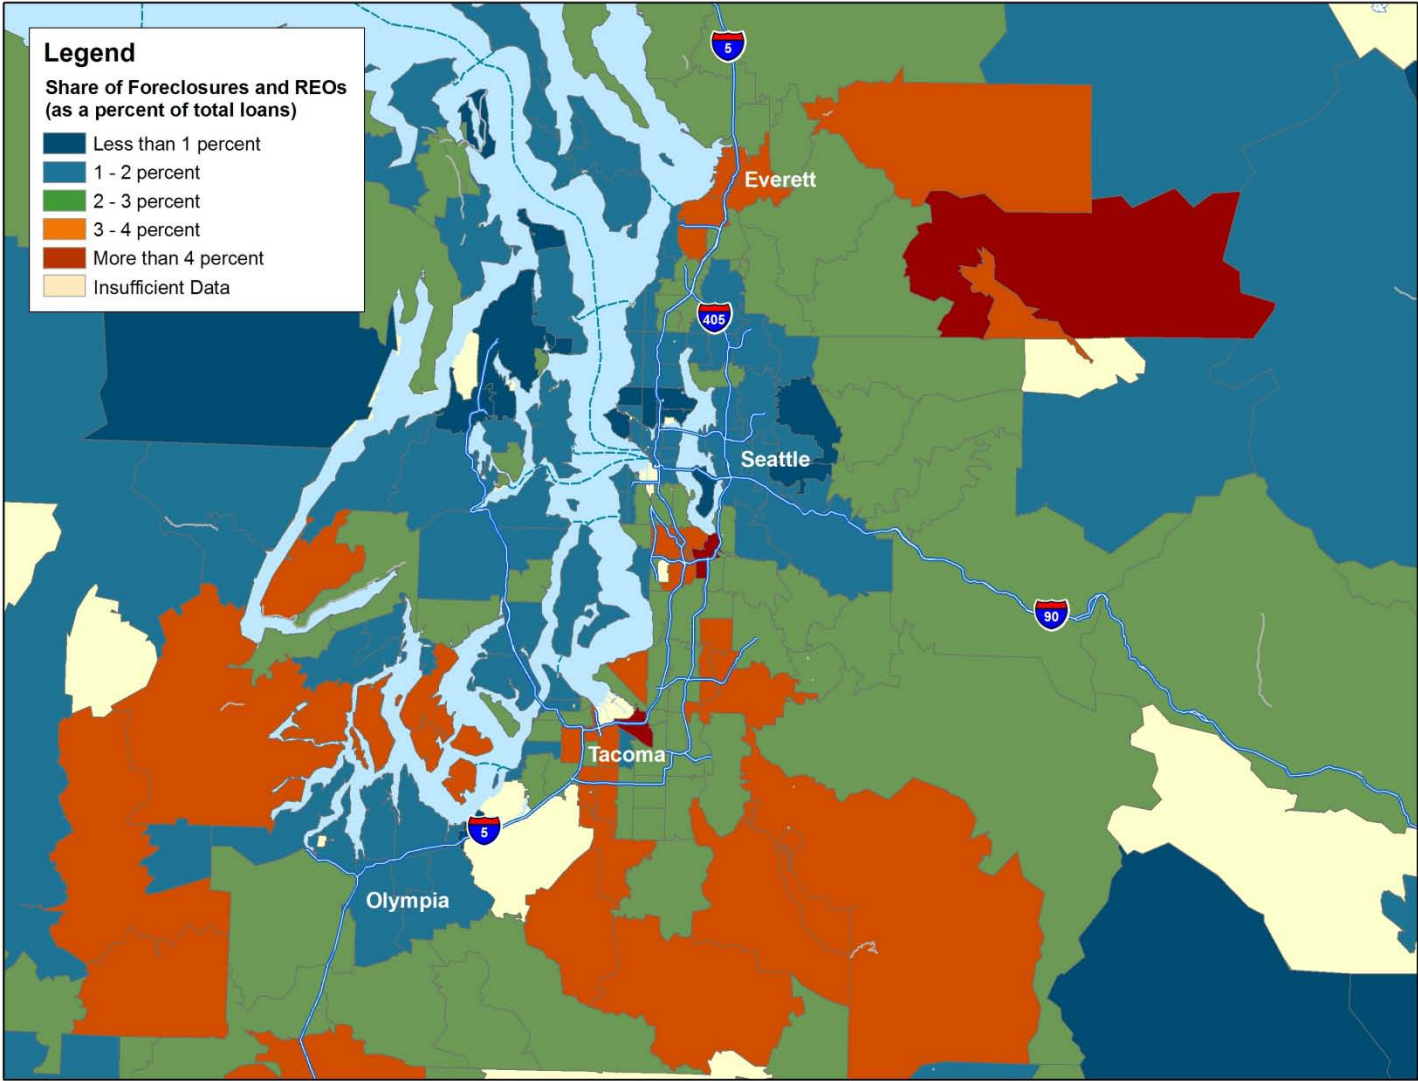 Legend
Share of Foreclosures and REOs
(as a percent of total loans)
Less than 1 percent
1 - 2 percent
2 - 3 percent
3 - 4 percent
More than 4 percent
Insufficient Data
5
Everett
405
Seattle
90
Tacoma
5
Olympia